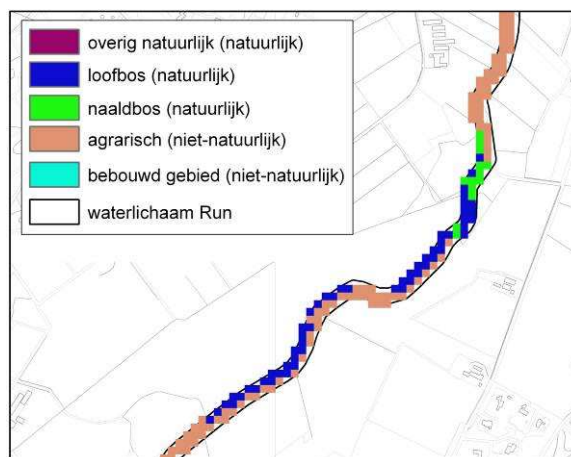 overig natuurlijk (natuurlijk)
loofbos (natuurlijk)
naaldbos (natuurlijk)
agrarisch (niet-natuurlijk)
bebouwd gebied (niet-natuurlijk)
waterlichaam Run